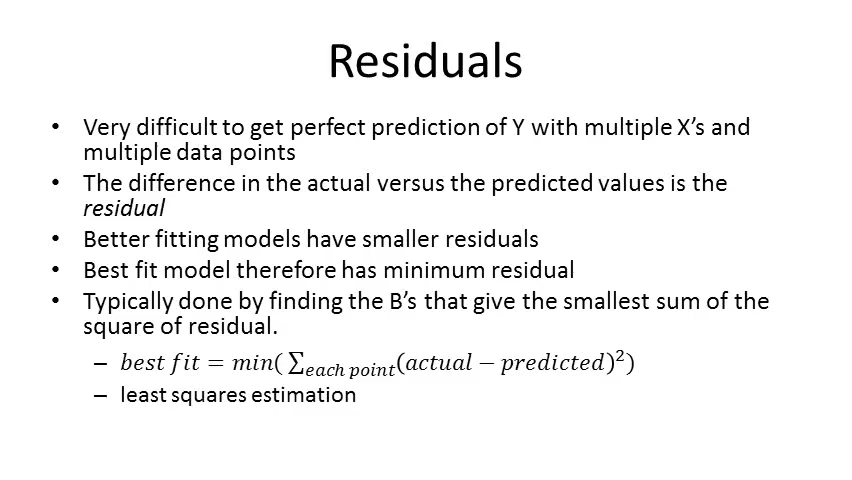 Residuals
• Very difficult to get perfect prediction of Y with multiple X’s and
multiple data points
• The difference in the actual versus the predicted values is the
residual
• Better fitting models have smaller residuals
• Best fit model therefore has minimum residual
• Typically done by finding the B’s that give the smallest sum of the
square of residual.
– best fit = min( ∑each point(actual − predicted)²)
– least squares estimation